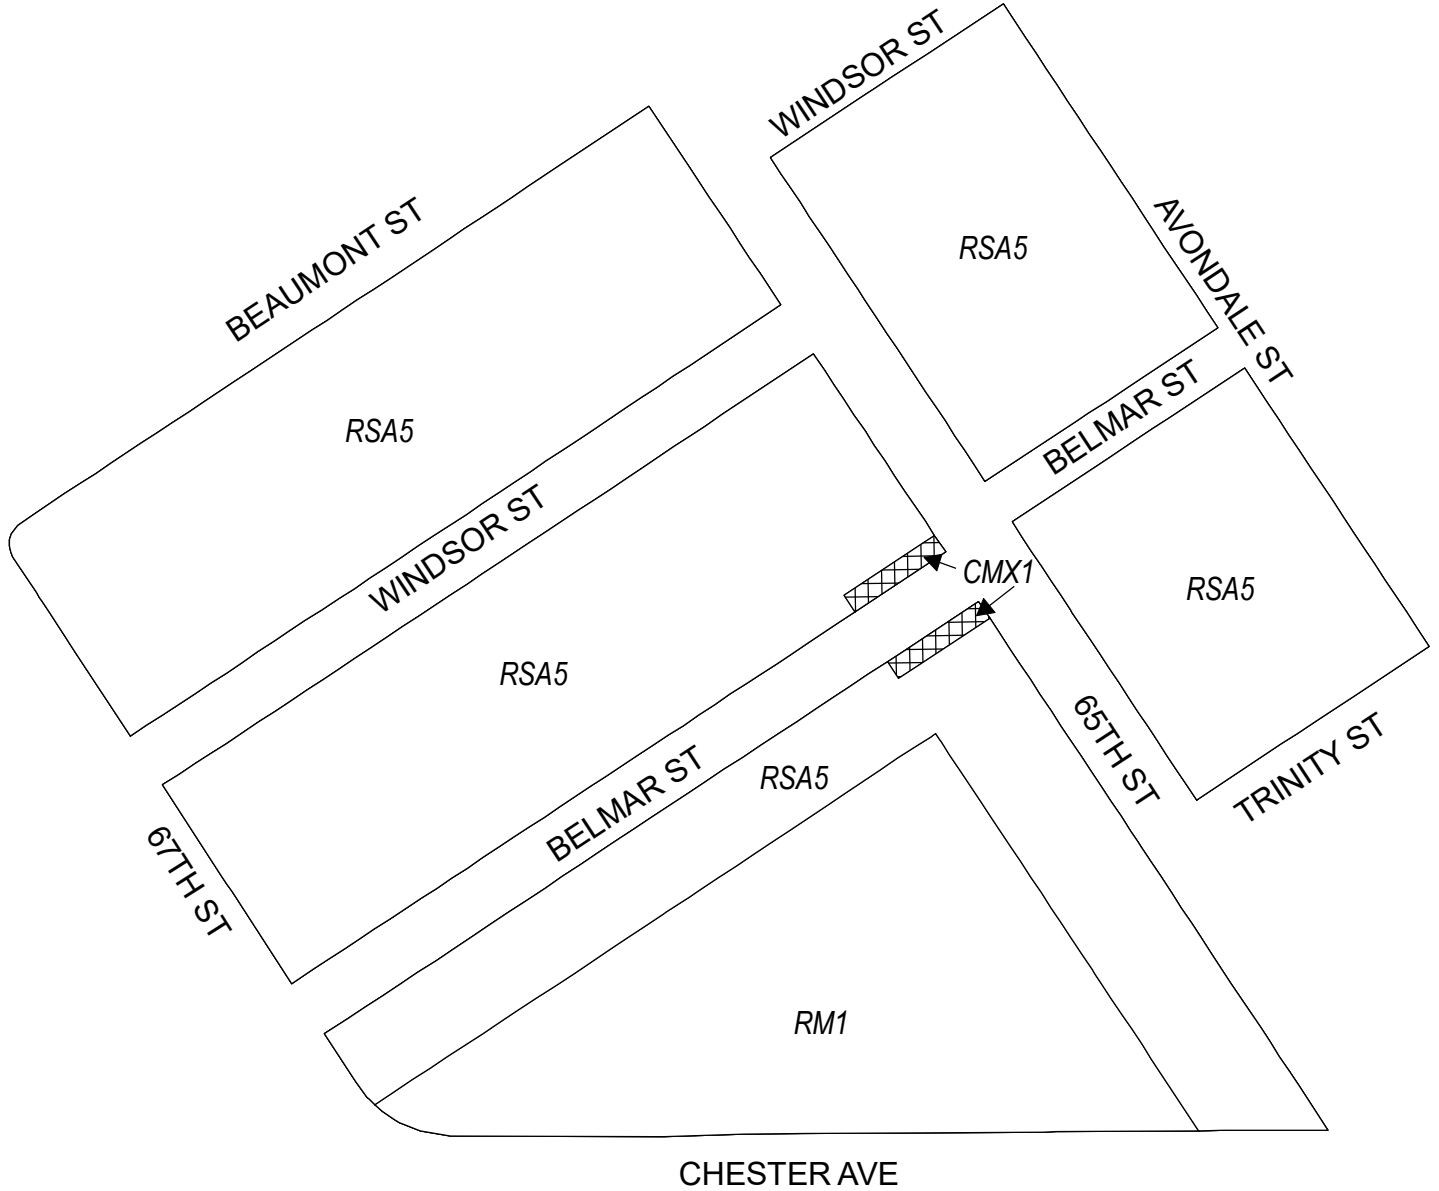 WINDSOR ST
BEAUMONT ST
RSA5
AVONDALE ST
RSA5
BELMAR ST
WINDSOR ST
CMX1
RSA5
RSA5
65TH ST
TRINITY ST
BELMAR ST
RSA5
67TH ST
RM1
CHESTER AVE